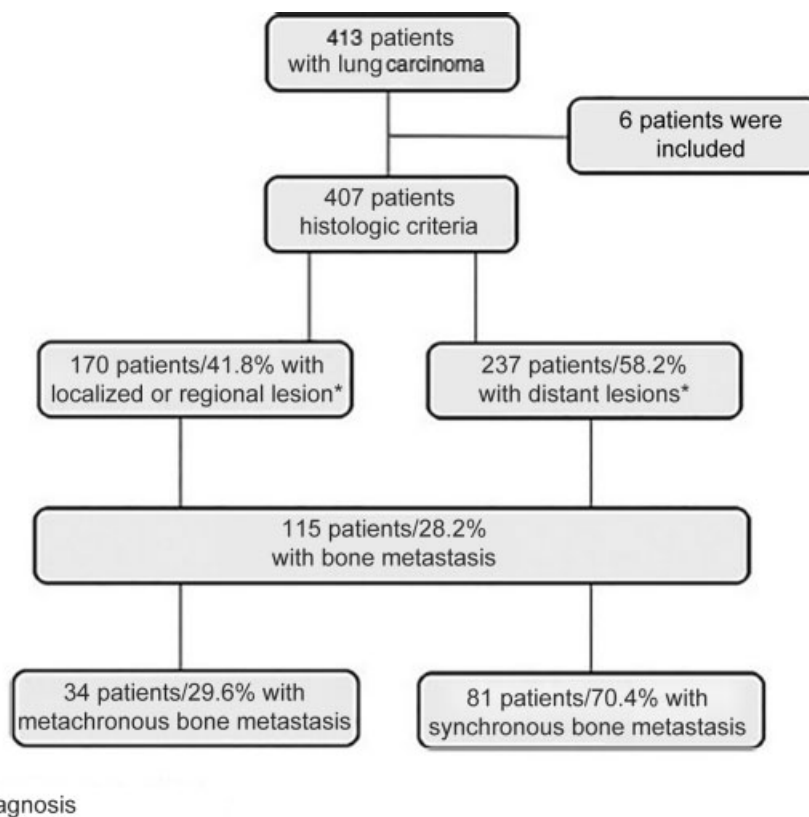 413 patients
with lung carcinoma
6 patients were
included
407 patients
histologic criteria
170 patients/41.8% with
localized or regional lesion*
237 patients/58.2%
with distant lesions*
115 patients/28.2%
with bone metastasis
34 patients/29.6% with
metachronous bone metastasis
81 patients/70.4% with
synchronous bone metastasis
agnosis